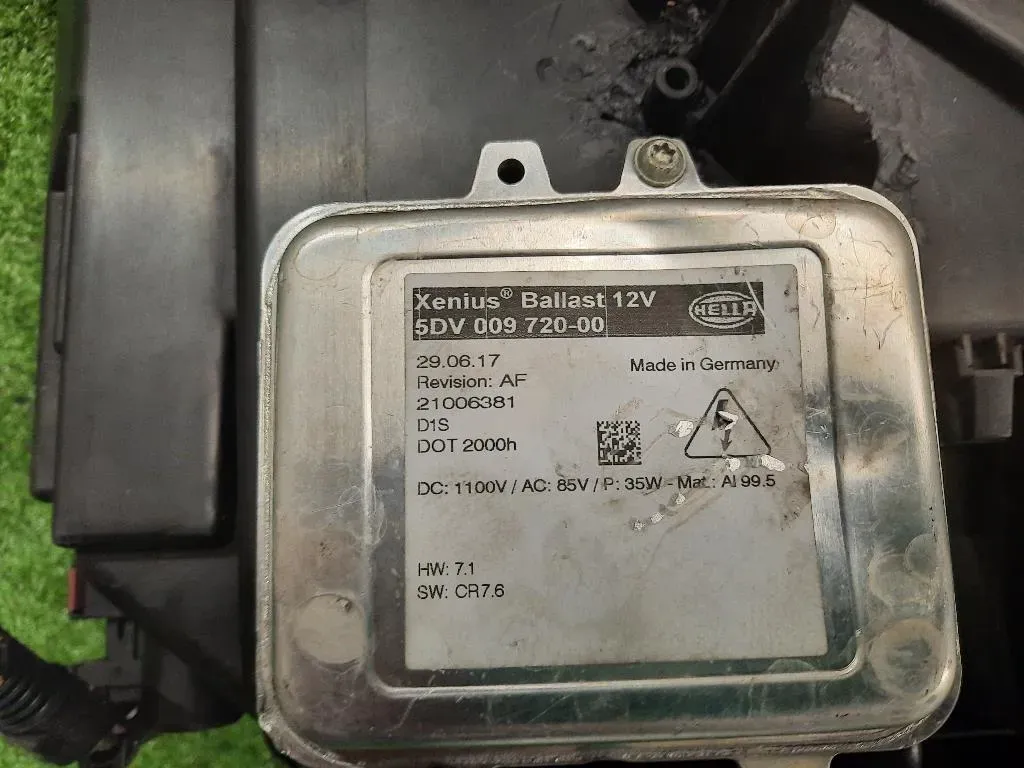 Xenius® Ballast 12V
5DV 009 720-00
HELLA
29.06.17
Made in Germany
Revision: AF
21006381
D1S
DOT 2000h
DC: 1100V / AC: 85V / P: 35W - Mat.: Al 99.5
HW: 7.1
SW: CR7.6